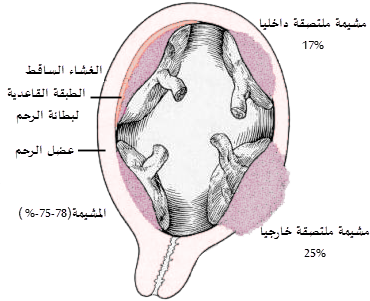 مشيمة ملتصقة داخليا
17%
الغشاء الساقط
الطبقة القاعدية
لبطانة الرحم
عضل الرحم
المشيمة(78-75-%)
مشيمة ملتصقة خارجيا
25%